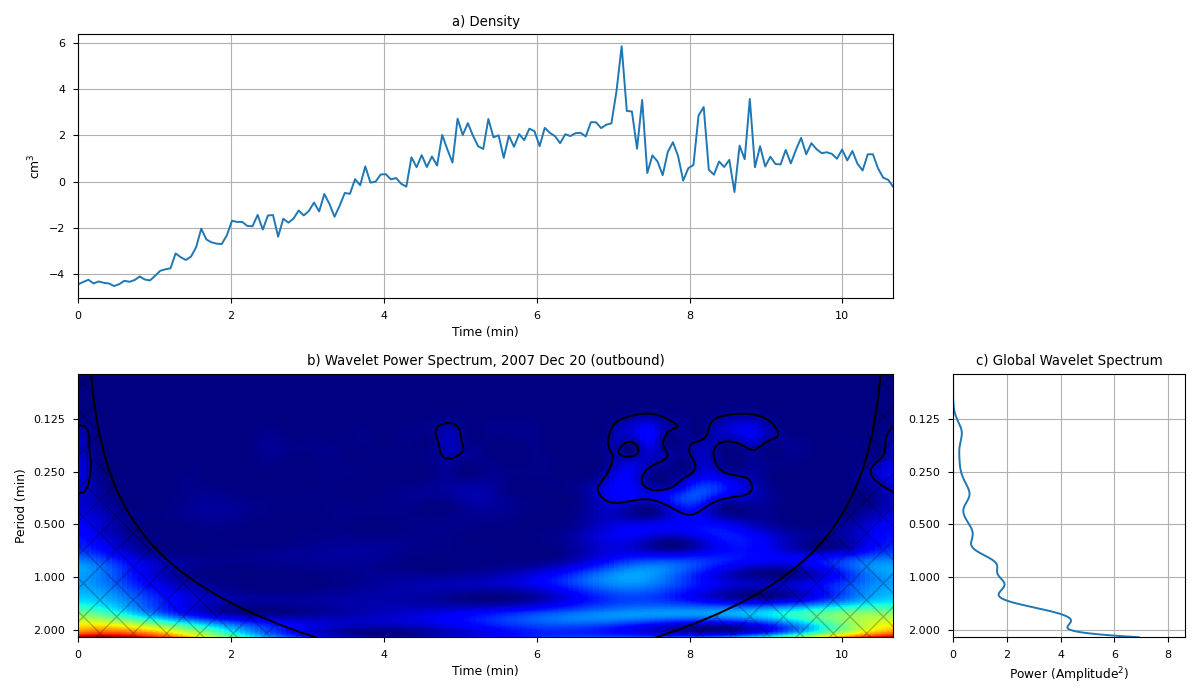 a) Density
6
4
2
0
−2
−4
cm³
0 2 4 6 8 10
Time (min)
b) Wavelet Power Spectrum, 2007 Dec 20 (outbound)
0.125
0.250
0.500
1.000
2.000
Period (min)
0 2 4 6 8 10
Time (min)
c) Global Wavelet Spectrum
0.125
0.250
0.500
1.000
2.000
0 2 4 6 8
Power (Amplitude²)